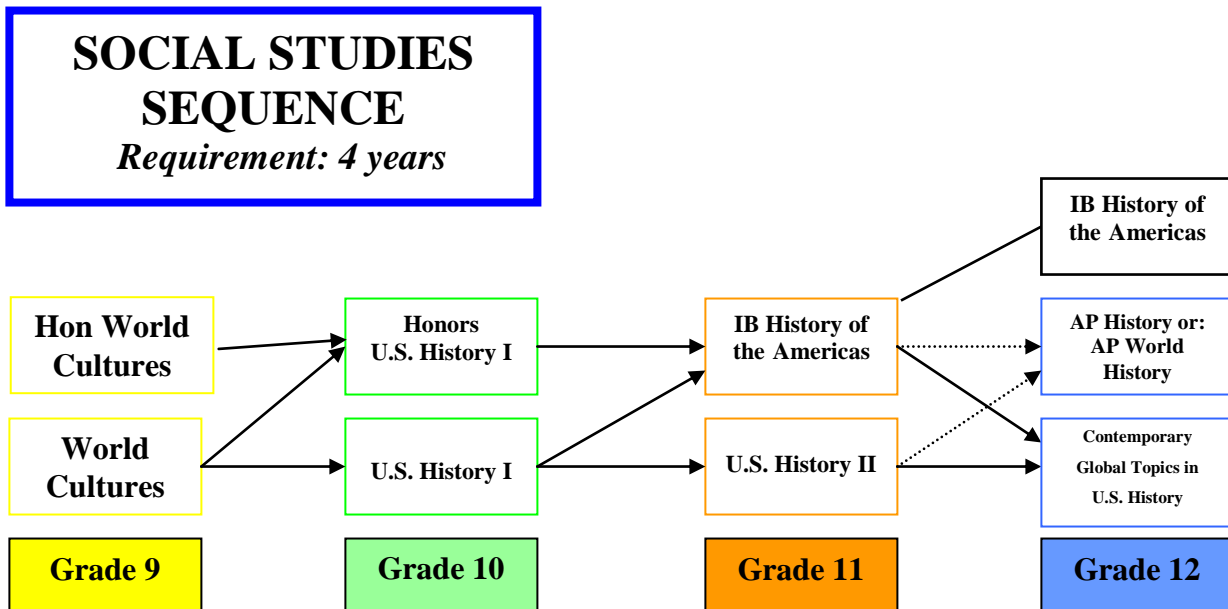 SOCIAL STUDIES
SEQUENCE
Requirement: 4 years
IB History of
the Americas
Hon World
Cultures
Honors
U.S. History I
IB History of
the Americas
AP History or:
AP World
History
World
Cultures
U.S. History I
U.S. History II
Contemporary
Global Topics in
U.S. History
Grade 9
Grade 10
Grade 11
Grade 12